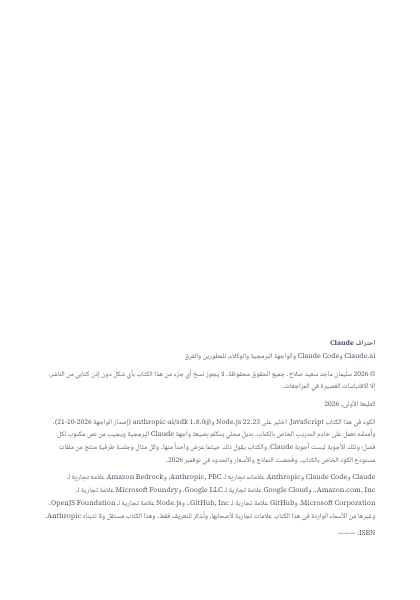 احتراف Claude
Claude.ai وClaude Code والواجهة البرمجية والوكلاء، للمطورين والفرق
© 2026 سليمان ماجد سعيد صلاح. جميع الحقوق محفوظة. لا يجوز نسخ أي جزء من هذا الكتاب بأي شكل دون إذن كتابي من الناشر،
إلا الاقتباسات القصيرة في المراجعات.
الطبعة الأولى، 2026
الكود في هذا الكتاب JavaScript، اختُبر على Node.js 22.23 و@anthropic-ai/sdk 1.8.0 (إصدار الواجهة 2026-10-21).
وأمثلته تعمل على خادم التدريب الخاص بالكتاب، بديل محلي يتكلم بصيغة واجهة Claude البرمجية ويجيب من نص مكتوب لكل
فصل؛ وتلك الأجوبة ليست أجوبة Claude، والكتاب يقول ذلك حيثما عرض واحداً منها. وكل مثال وجلسة طرفية منسوخ من ملفات
مستودع الكود الخاص بالكتاب. وفُحصت النماذج والأسعار والحدود في نوفمبر 2026.
Claude وClaude Code وAnthropic علامات تجارية لـ Anthropic, PBC. وAmazon Bedrock علامة تجارية لـ
Amazon.com, Inc.، وGoogle Cloud علامة تجارية لـ Google LLC، وMicrosoft Foundry علامة تجارية لـ
Microsoft Corporation، وGitHub علامة تجارية لـ GitHub, Inc.، وNode.js علامة تجارية لـ OpenJS Foundation.
وغيرها من الأسماء الواردة في هذا الكتاب علامات تجارية لأصحابها، وتُذكر للتعريف فقط. وهذا الكتاب مستقل ولا تتبناه Anthropic.
ISBN: ———